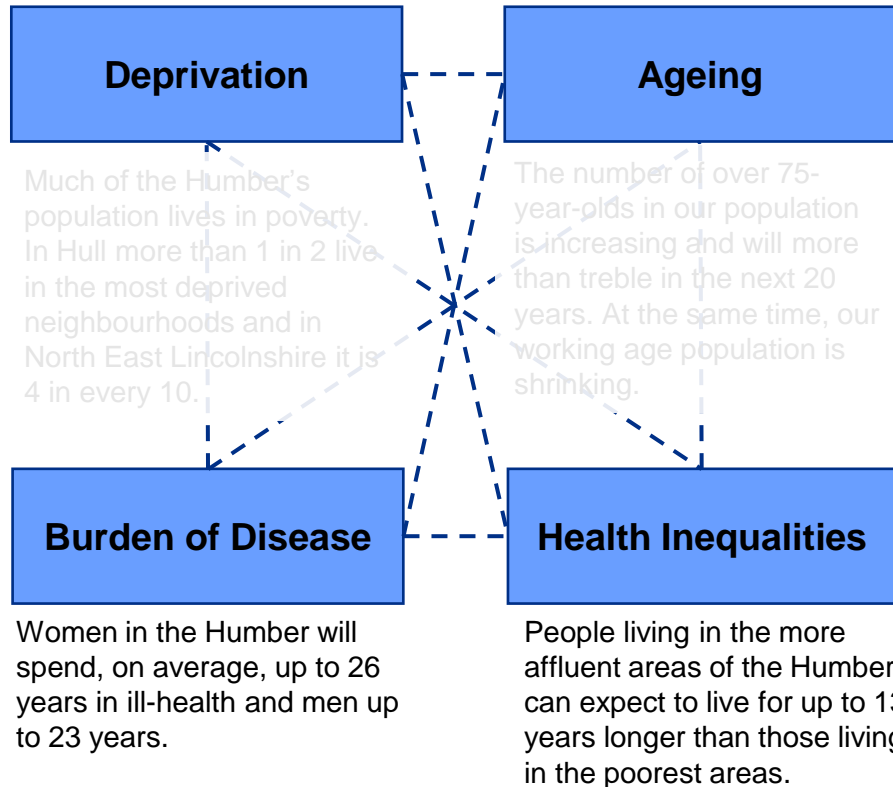 Deprivation
Ageing
Much of the Humber's
population lives in poverty.
In Hull more than 1 in 2 live
in the most deprived
neighbourhoods and in
North East Lincolnshire it is
4 in every 10.
The number of over 75-
year-olds in our population
is increasing and will more
than treble in the next 20
years. At the same time, our
working age population is
shrinking.
Burden of Disease
Health Inequalities
Women in the Humber will
spend, on average, up to 26
years in ill-health and men up
to 23 years.
People living in the more
affluent areas of the Humber
can expect to live for up to 13
years longer than those living
in the poorest areas.